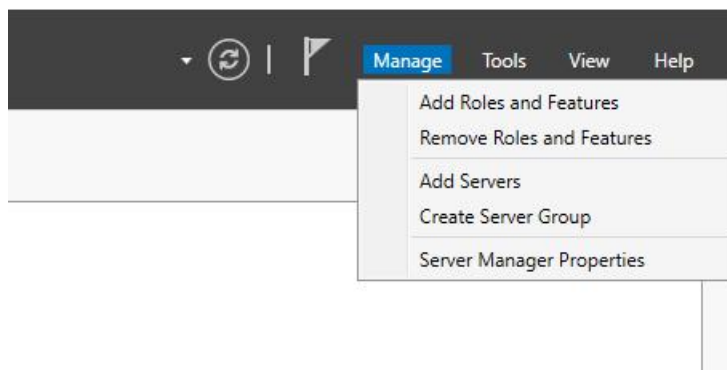 Manage Tools View Help
Add Roles and Features
Remove Roles and Features
Add Servers
Create Server Group
Server Manager Properties